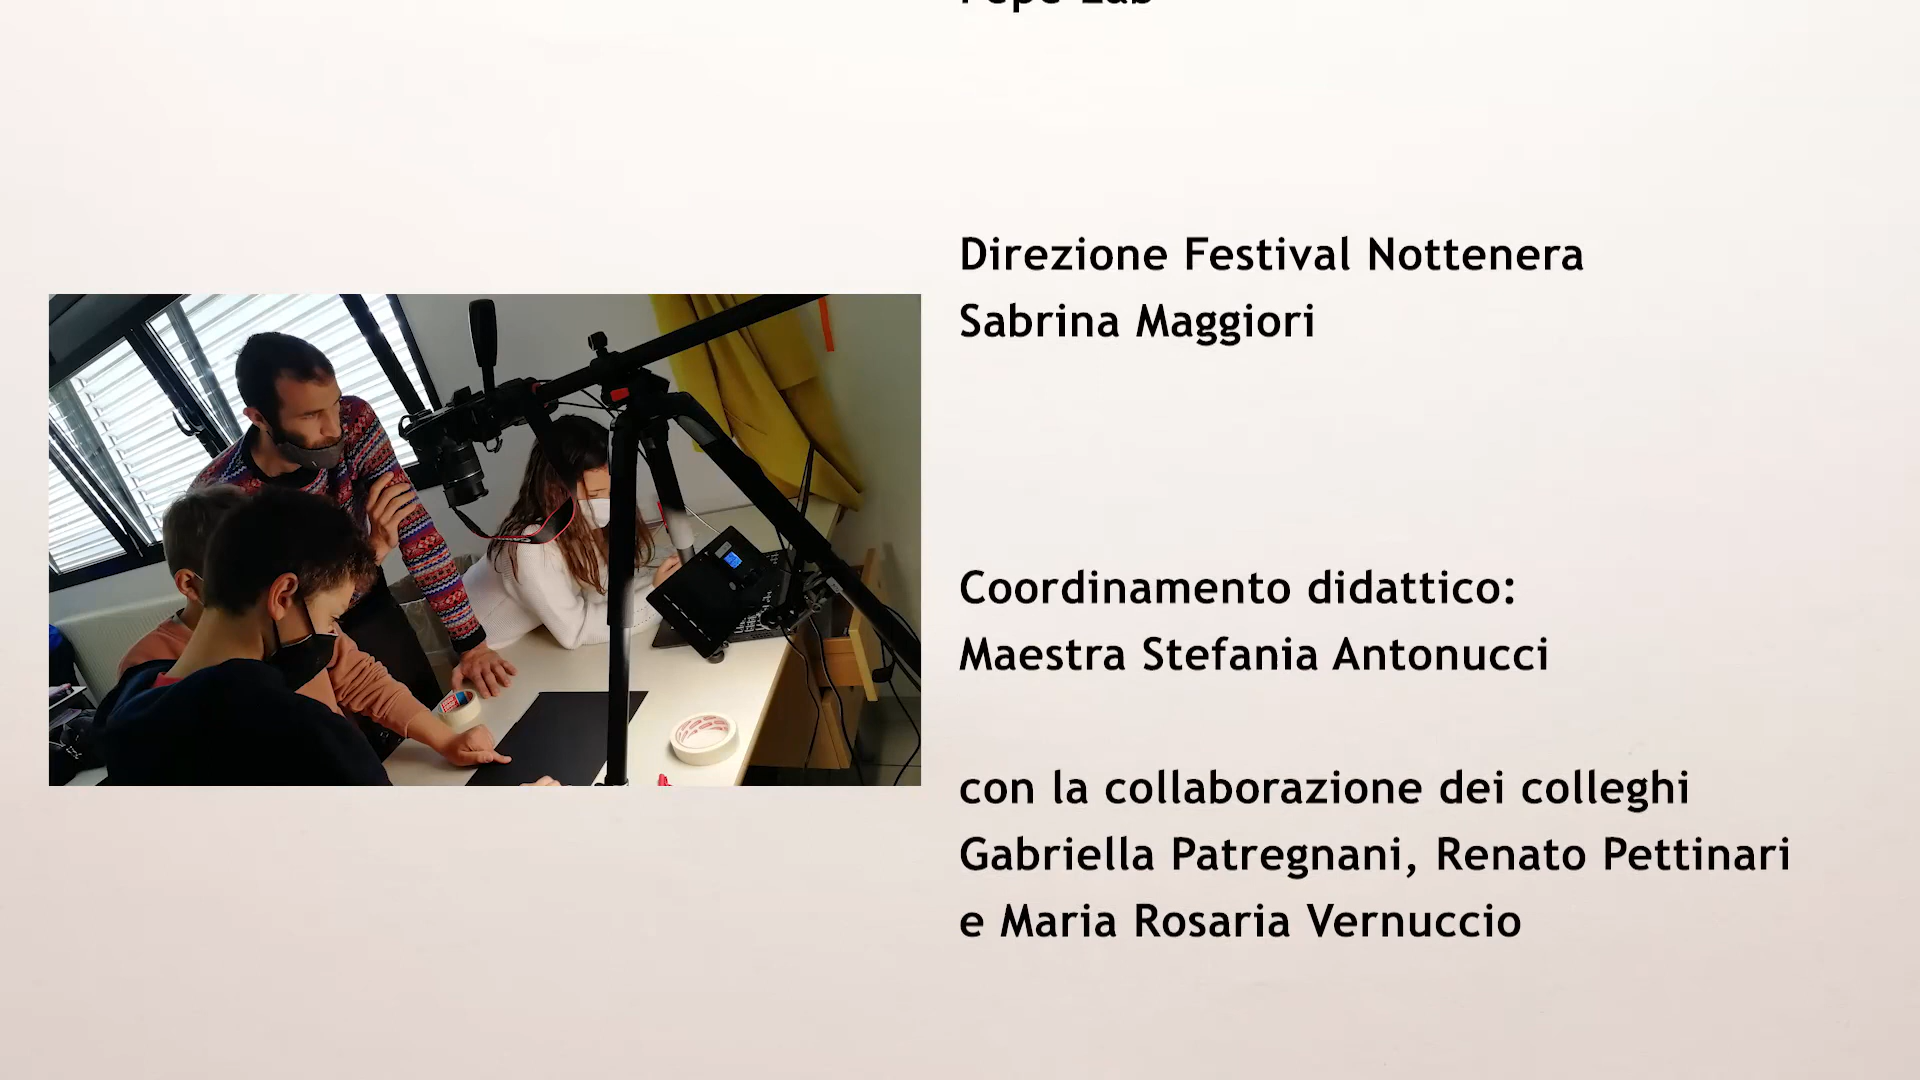 Direzione Festival Nottenera
Sabrina Maggiori
Coordinamento didattico:
Maestra Stefania Antonucci
con la collaborazione dei colleghi
Gabriella Patregnani, Renato Pettinari
e Maria Rosaria Vernuccio